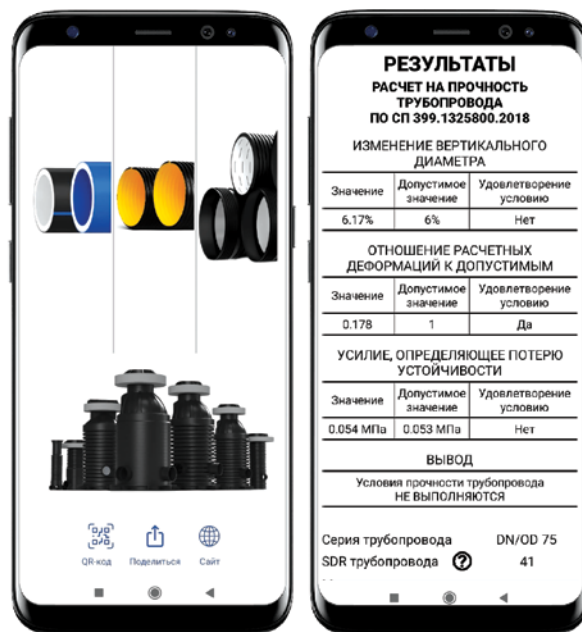 QR-код
Поделиться
Сайт
РЕЗУЛЬТАТЫ
РАСЧЕТ НА ПРОЧНОСТЬ
ТРУБОПРОВОДА
ПО СП 399.1325800.2018
ИЗМЕНЕНИЕ ВЕРТИКАЛЬНОГО
ДИАМЕТРА
Значение Допустимое значение Удовлетворение условию
6.17% 6% Нет
ОТНОШЕНИЕ РАСЧЕТНЫХ
ДЕФОРМАЦИЙ К ДОПУСТИМЫМ
Значение Допустимое значение Удовлетворение условию
0.178 1 Да
УСИЛИЕ, ОПРЕДЕЛЯЮЩЕЕ ПОТЕРЮ
УСТОЙЧИВОСТИ
Значение Допустимое значение Удовлетворение условию
0.054 МПа 0.053 МПа Нет
ВЫВОД
Условия прочности трубопровода
НЕ ВЫПОЛНЯЮТСЯ
Серия трубопровода DN/OD 75
SDR трубопровода ? 41